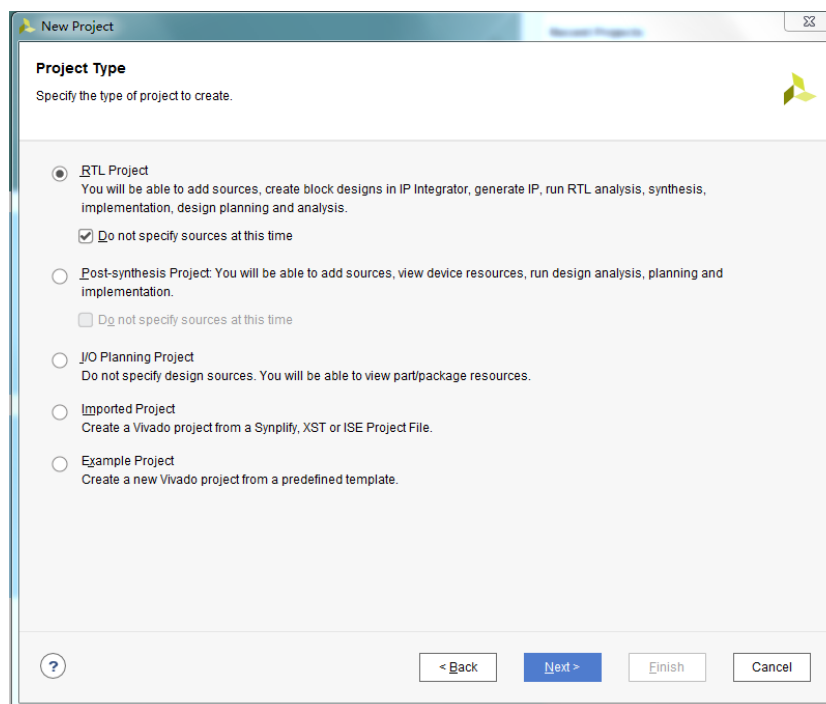 New Project
Recent Projects
Project Type
Specify the type of project to create.
RTL Project
You will be able to add sources, create block designs in IP Integrator, generate IP, run RTL analysis, synthesis,
implementation, design planning and analysis.
Do not specify sources at this time
Post-synthesis Project: You will be able to add sources, view device resources, run design analysis, planning and
implementation.
Do not specify sources at this time
I/O Planning Project
Do not specify design sources. You will be able to view part/package resources.
Imported Project
Create a Vivado project from a Synplify, XST or ISE Project File.
Example Project
Create a new Vivado project from a predefined template.
?
< Back
Next >
Finish
Cancel